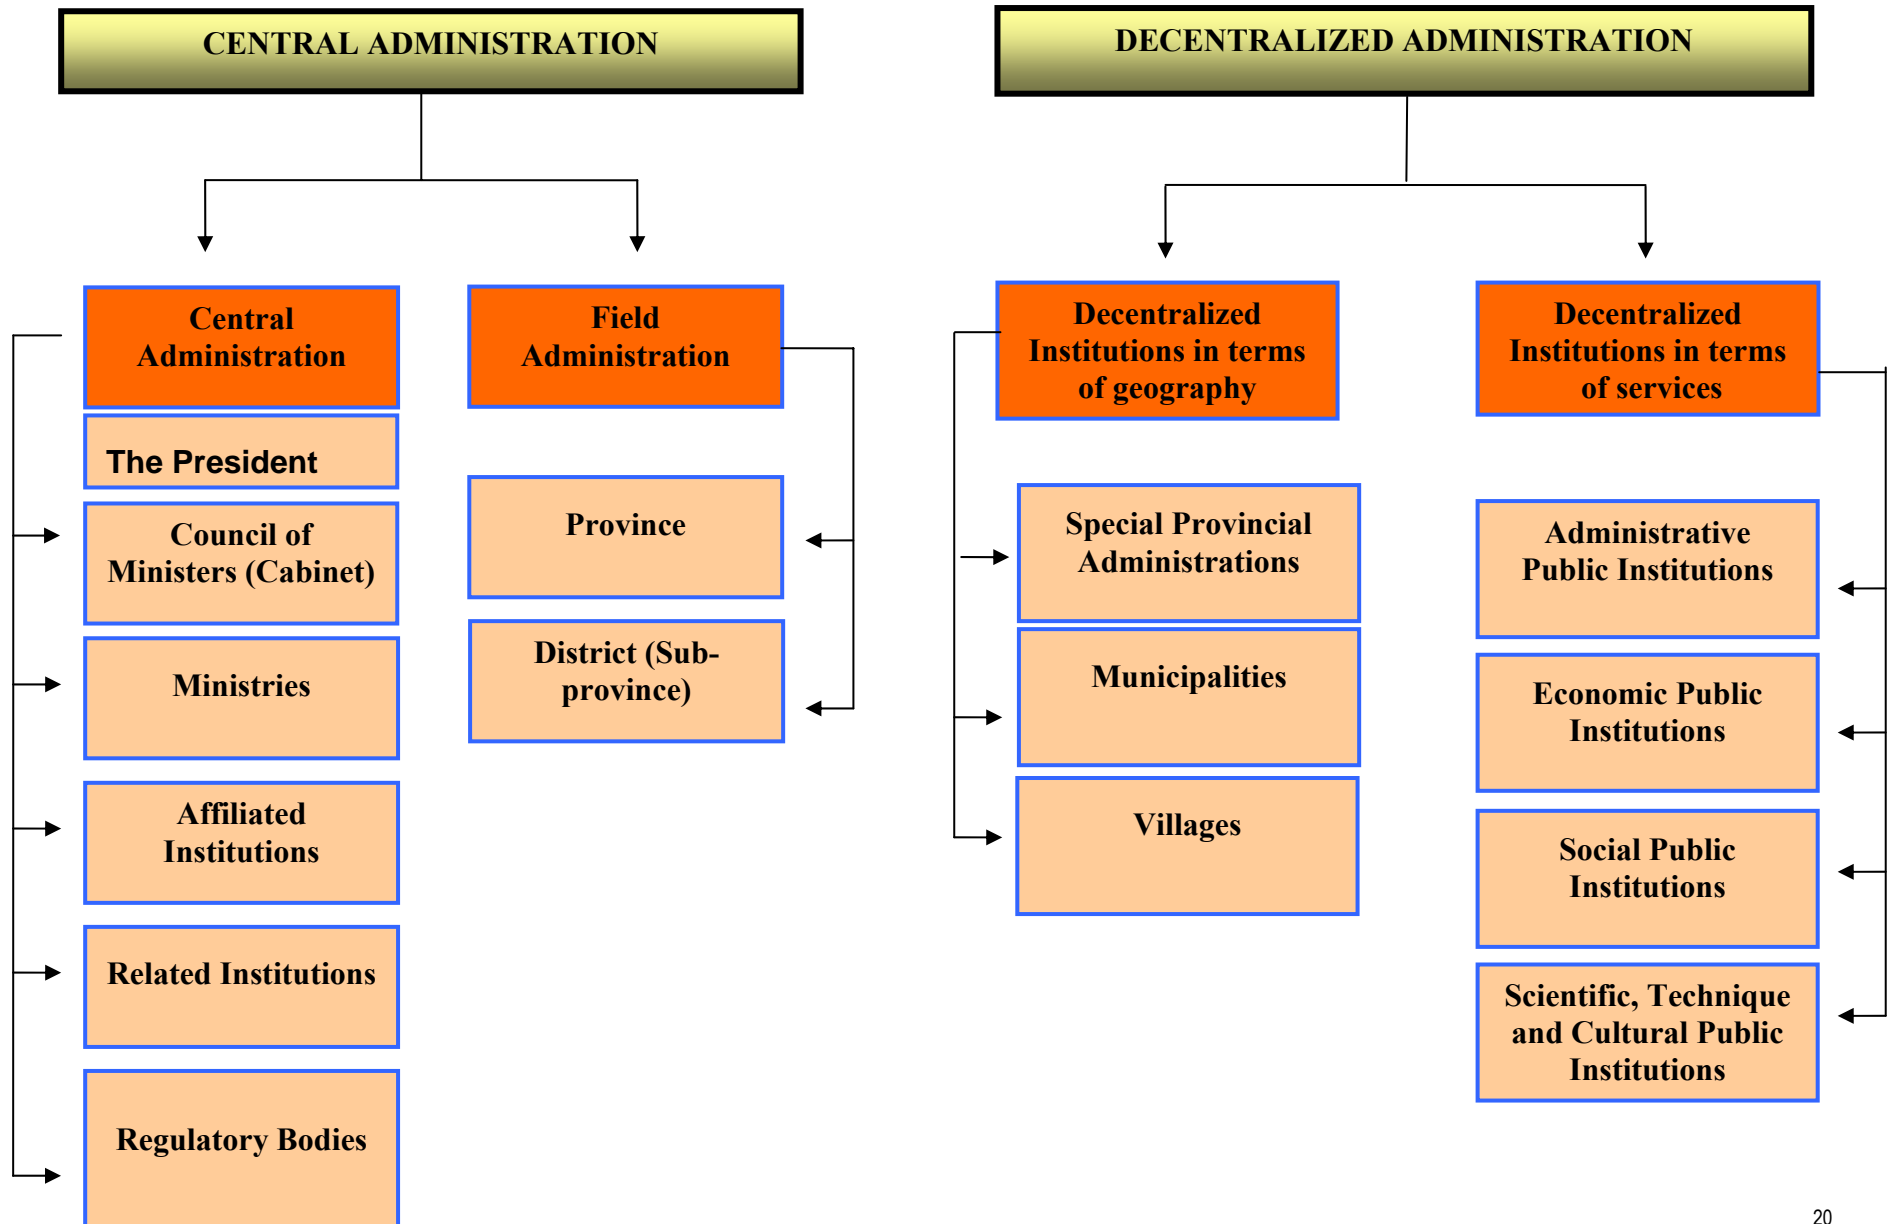 CENTRAL ADMINISTRATION
DECENTRALIZED ADMINISTRATION
Central
Administration
The President
Council of
Ministers (Cabinet)
Ministries
Affiliated
Institutions
Related Institutions
Regulatory Bodies
Field
Administration
Province
District (Sub-
province)
Decentralized
Institutions in terms
of geography
Special Provincial
Administrations
Municipalities
Villages
Decentralized
Institutions in terms
of services
Administrative
Public Institutions
Economic Public
Institutions
Social Public
Institutions
Scientific, Technique
and Cultural Public
Institutions
20